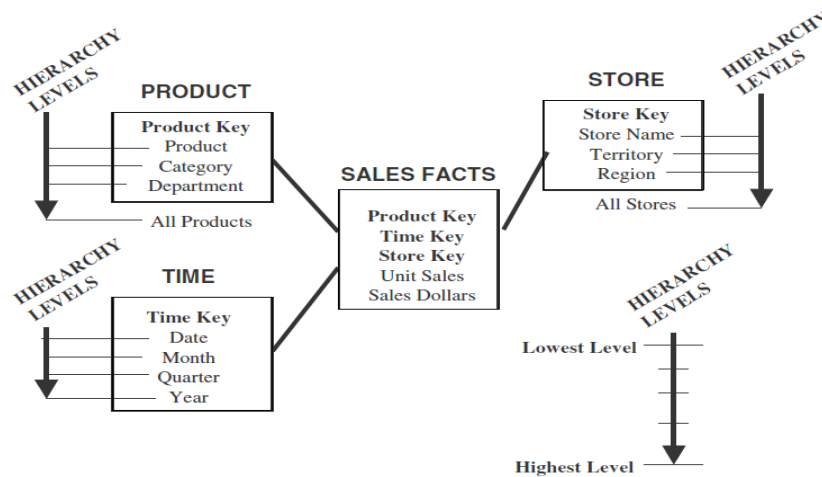 HIERARCHY
LEVELS
PRODUCT
Product Key
Product
Category
Department
All Products
HIERARCHY
LEVELS
TIME
Time Key
Date
Month
Quarter
Year
SALES FACTS
Product Key
Time Key
Store Key
Unit Sales
Sales Dollars
STORE
Store Key
Store Name
Territory
Region
All Stores
HIERARCHY
LEVELS
HIERARCHY
LEVELS
Lowest Level
Highest Level